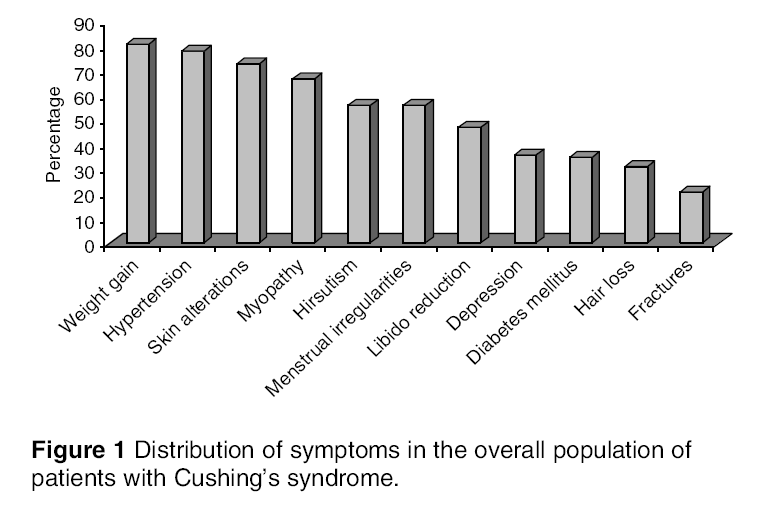 Percentage
90
80
70
60
50
40
30
20
10
0
Weight gain
Hypertension
Skin alterations
Myopathy
Hirsutism
Menstrual irregularities
Libido reduction
Depression
Diabetes mellitus
Hair loss
Fractures
Figure 1 Distribution of symptoms in the overall population of
patients with Cushing’s syndrome.